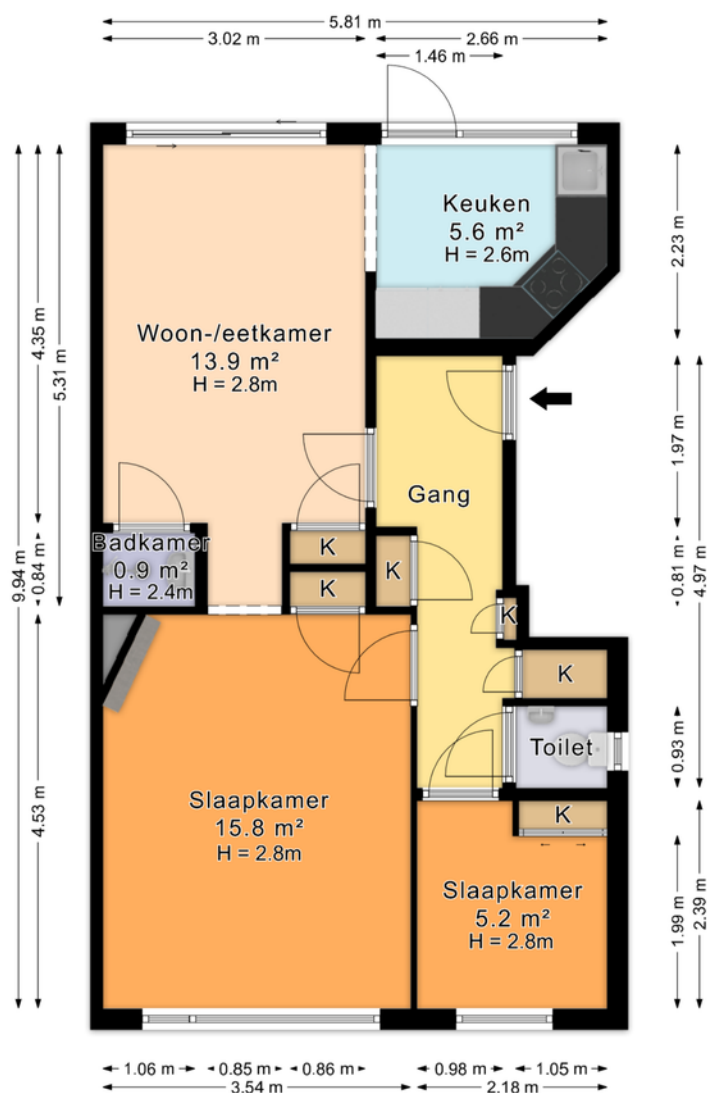 5.81 m
3.02 m
2.66 m
1.46 m
Keuken
5.6 m²
H = 2.6m
2.23 m
Woon-/eetkamer
13.9 m²
H = 2.8m
4.35 m
5.31 m
9.94 m
1.97 m
4.97 m
Gang
Badkamer
0.9 m²
H = 2.4m
0.84 m
K
K
K
K
0.81 m
K
Toilet
0.93 m
Slaapkamer
15.8 m²
H = 2.8m
4.53 m
K
Slaapkamer
5.2 m²
H = 2.8m
1.99 m
2.39 m
1.06 m
0.85 m
0.86 m
0.98 m
1.05 m
3.54 m
2.18 m